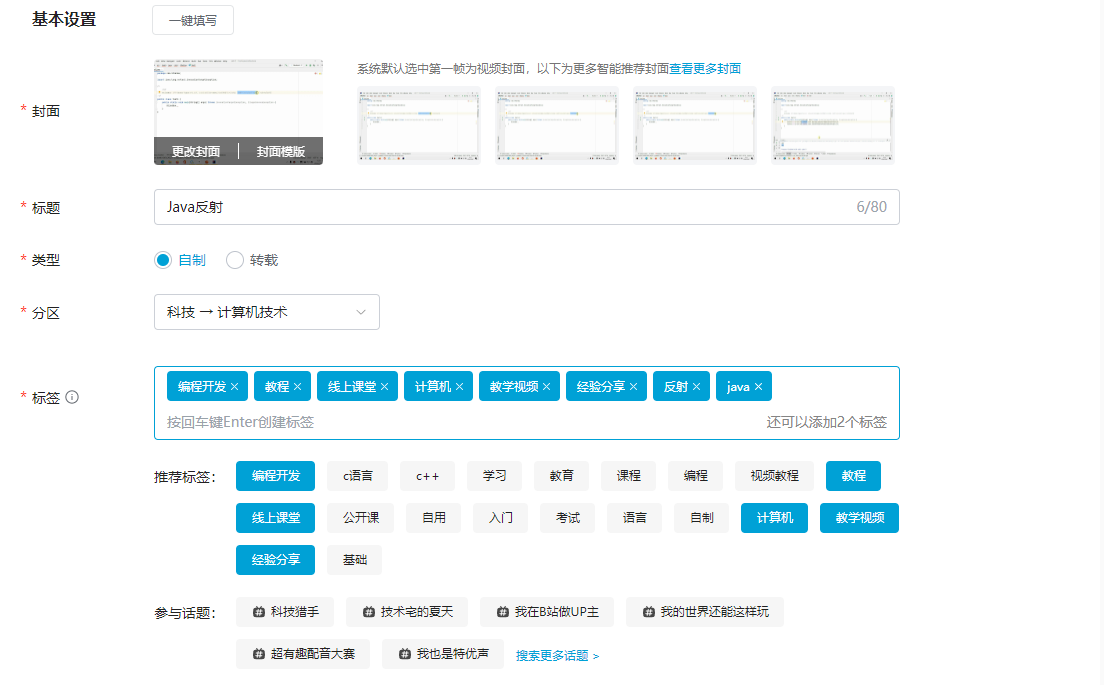 基本设置 一键填写
系统默认选中第一帧为视频封面，以下为更多智能推荐封面查看更多封面
* 封面
更改封面 封面模版
* 标题 Java反射 6/80
* 类型 自制 转载
* 分区 科技 → 计算机技术
* 标签 编程开发 × 教程 × 线上课堂 × 计算机 × 教学视频 × 经验分享 × 反射 × java ×
按回车键Enter创建标签 还可以添加2个标签
推荐标签： 编程开发 c语言 c++ 学习 教育 课程 编程 视频教程 教程
线上课堂 公开课 自用 入门 考试 语言 自制 计算机 教学视频
经验分享 基础
参与话题： # 科技猎手 # 技术宅的夏天 # 我在B站做UP主 # 我的世界还能这样玩
# 超有趣配音大赛 # 我也是特优声 搜索更多话题 >